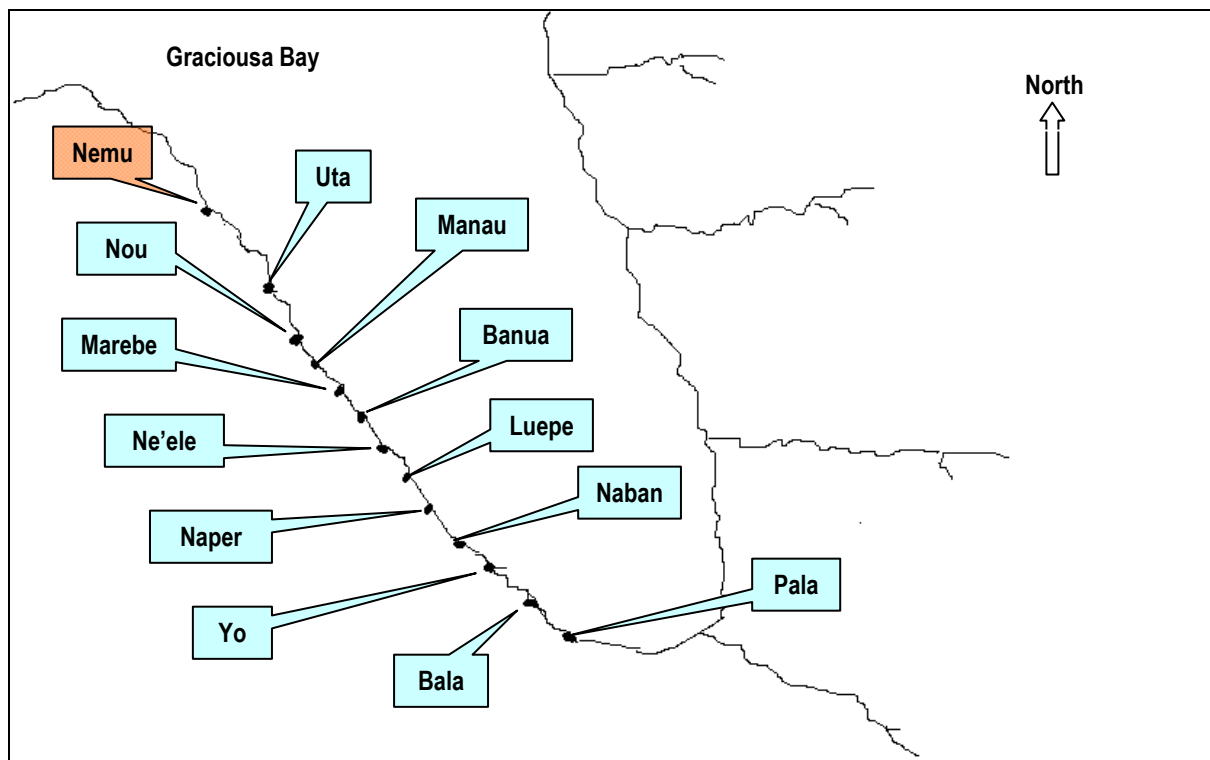 Graciousa Bay
North
Nemu
Uta
Manau
Nou
Banua
Marebe
Luepe
Ne’ele
Naban
Naper
Pala
Yo
Bala